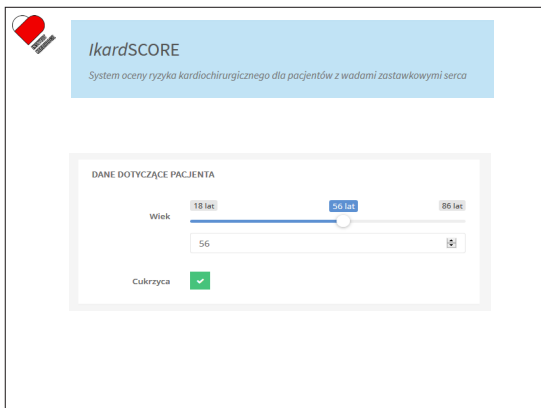 IkardSCORE
System oceny ryzyka kardiochirurgicznego dla pacjentów z wadami zastawkowymi serca
DANE DOTYCZĄCE PACJENTA
18 lat 56 lat 86 lat
Wiek
56
Cukrzyca